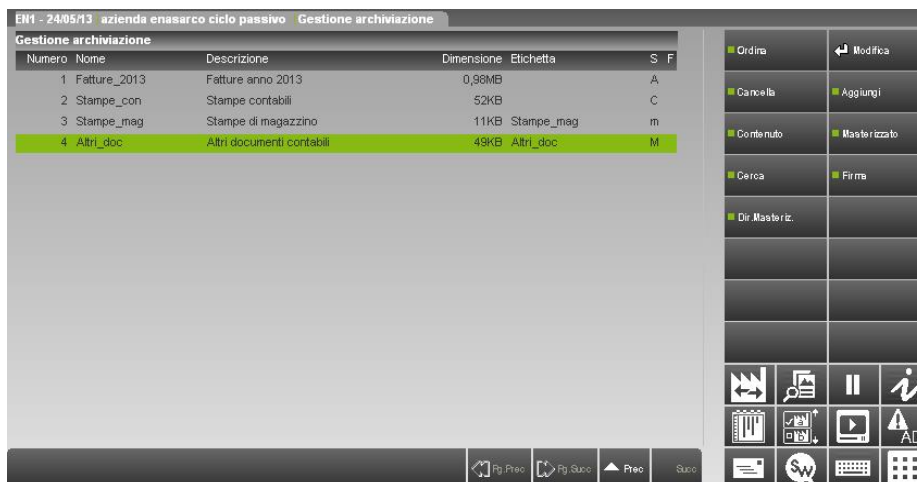 EN1 - 24/05/13 azienda enasarco ciclo passivo Gestione archiviazione
Gestione archiviazione
Numero Nome Descrizione Dimensione Etichetta S F
1 Fatture_2013 Fatture anno 2013 0,98MB A
2 Stampe_con Stampe contabili 52KB C
3 Stampe_mag Stampe di magazzino 11KB Stampe_mag m
4 Altri_doc Altri documenti contabili 49KB Altri_doc M
Ordina Modifica
Cancella Aggiungi
Contenuto Masterizzato
Cerca Firma
Dir.Masteriz.
Pg.Prec Pg.Succ Prec Succ